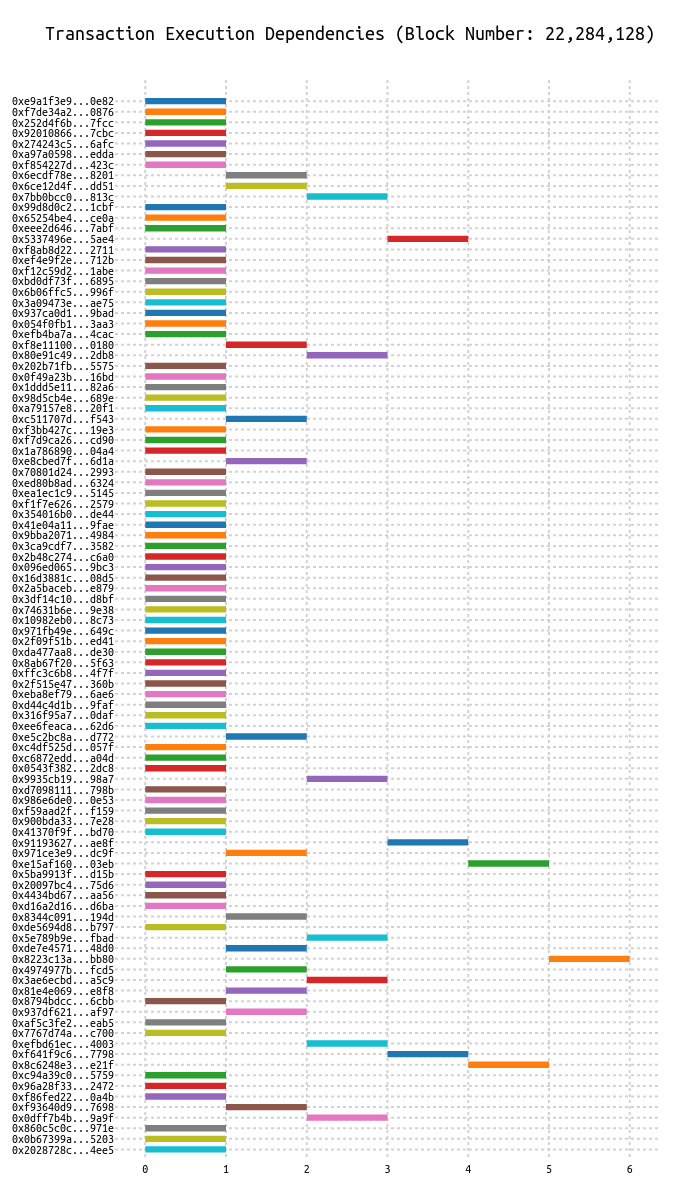 Transaction Execution Dependencies (Block Number: 22,284,128)
0xe9a1f3e9...0e82
0xf7de34a2...0876
0x252d4f6b...7fcc
0x92010866...7cbc
0x274243c5...6afc
0xa97a0598...edda
0xf854227d...423c
0x6ecdf78e...8201
0x6ce12d4f...dd51
0x7bb0bcc0...813c
0x99d8d0c2...1cbf
0x65254be4...ce0a
0xeee2d646...7abf
0x5337496e...5ae4
0xf8ab8d22...2711
0xef4e9f2e...712b
0xf12c59d2...1abe
0xbd0df73f...6895
0x6b06ffc5...996f
0x3a09473e...ae75
0x937ca0d1...9bad
0x054f0fb1...3aa3
0xefb4ba7a...4cac
0xf8e11100...0180
0x80e91c49...2db8
0x202b71fb...5575
0x0f49a23b...16bd
0x1ddd5e11...82a6
0x98d5cb4e...689e
0xa79157e8...20f1
0xc511707d...f543
0xf3bb427c...19e3
0xf7d9ca26...cd90
0x1a786890...04a4
0xe8cbed7f...6d1a
0x70801d24...2993
0xed80b8ad...6324
0xea1ec1c9...5145
0xf1f7e626...2579
0x354016b0...de44
0x41e04a11...9fae
0x9bba2071...4984
0x3ca9cdf7...3582
0x2b48c274...c6a0
0x096ed065...9bc3
0x16d3881c...08d5
0x2a5baceb...e879
0x3df14c10...d8bf
0x74631b6e...9e38
0x10982eb0...8c73
0x971fb49e...649c
0x2f09f51b...ed41
0xda477aa8...de30
0x8ab67f20...5f63
0xffc3c6b8...4f7f
0x2f515e47...360b
0xeba8ef79...6ae6
0xd44c4d1b...9faf
0x316f95a7...0daf
0xee6feaca...62d6
0xe5c2bc8a...d772
0xc4df525d...057f
0xc6872edd...a04d
0x0543f382...2dc8
0x9935cb19...98a7
0xd7098111...798b
0x986e6de0...0e53
0xf59aad2f...f159
0x900bda33...7e28
0x41370f9f...bd70
0x91193627...ae8f
0x971ce3e9...dc9f
0xe15af160...03eb
0x5ba9913f...d15b
0x20097bc4...75d6
0x4434bd67...aa56
0xd16a2d16...d6ba
0x8344c091...194d
0xde5694d8...b797
0x5e789b9e...fbad
0xde7e4571...48d0
0x8223c13a...bb80
0x4974977b...fcd5
0x3ae6ecbd...a5c9
0x81e4e069...e8f8
0x8794bdcc...6cbb
0x937df621...af97
0xaf5c3fe2...eab5
0x7767d74a...c700
0xefbd61ec...4003
0xf641f9c6...7798
0x8c6248e3...e21f
0xc94a39c0...5759
0x96a28f33...2472
0xf86fed22...0a4b
0xf93640d9...7698
0x0dff7b4b...9a9f
0x860c5c0c...971e
0x0b67399a...5203
0x2028728c...4ee5
0 1 2 3 4 5 6